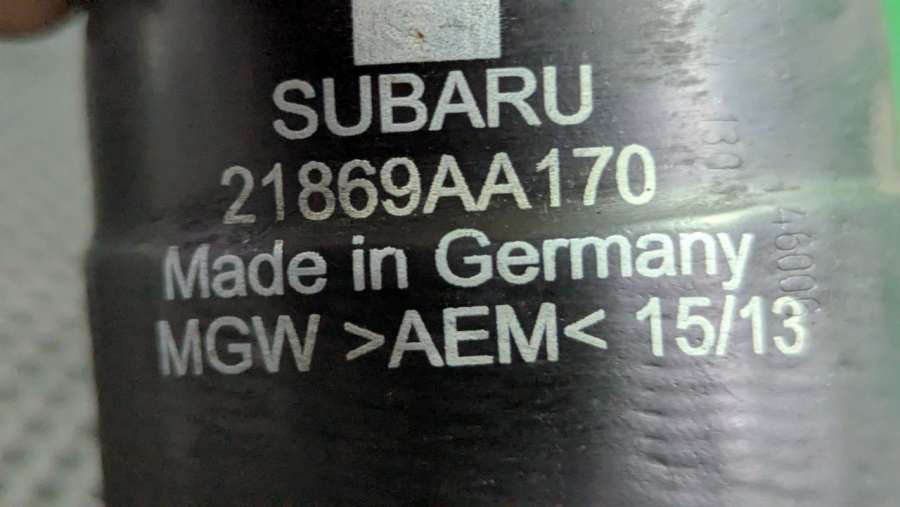 SUBARU
21869AA170
Made in Germany
MGW >AEM< 15/13